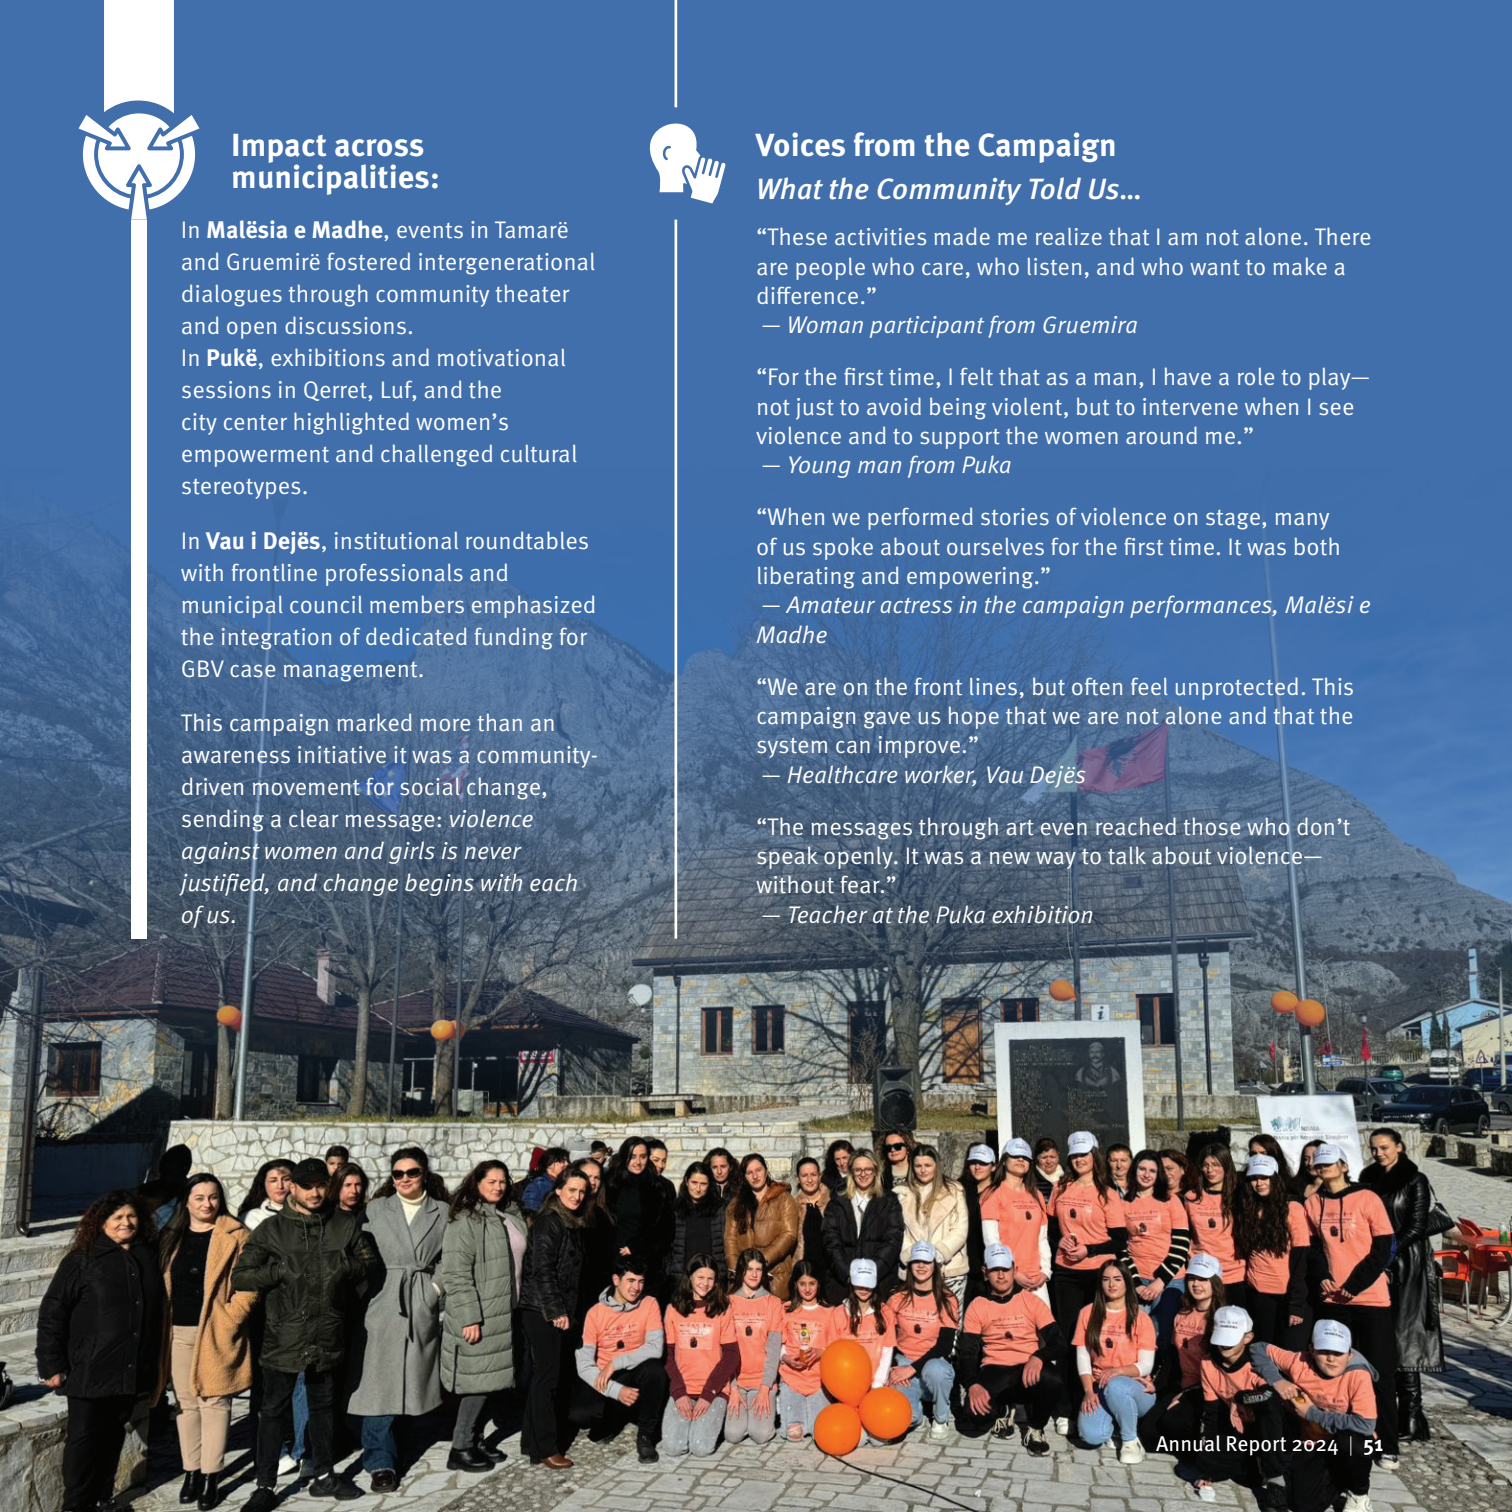 Impact across
municipalities:
In Malësia e Madhe, events in Tamarë
and Gruemirë fostered intergenerational
dialogues through community theater
and open discussions.
In Pukë, exhibitions and motivational
sessions in Qerret, Luf, and the
city center highlighted women’s
empowerment and challenged cultural
stereotypes.
In Vau i Dejës, institutional roundtables
with frontline professionals and
municipal council members emphasized
the integration of dedicated funding for
GBV case management.
This campaign marked more than an
awareness initiative it was a community-
driven movement for social change,
sending a clear message: violence
against women and girls is never
justified, and change begins with each
of us.
Voices from the Campaign
What the Community Told Us...
“These activities made me realize that I am not alone. There
are people who care, who listen, and who want to make a
difference.”
— Woman participant from Gruemira
“For the first time, I felt that as a man, I have a role to play—
not just to avoid being violent, but to intervene when I see
violence and to support the women around me.”
— Young man from Puka
“When we performed stories of violence on stage, many
of us spoke about ourselves for the first time. It was both
liberating and empowering.”
— Amateur actress in the campaign performances, Malësi e
Madhe
“We are on the front lines, but often feel unprotected. This
campaign gave us hope that we are not alone and that the
system can improve.”
— Healthcare worker, Vau Dejës
“The messages through art even reached those who don’t
speak openly. It was a new way to talk about violence—
without fear.”
— Teacher at the Puka exhibition
i
Annual Report 2024 | 51